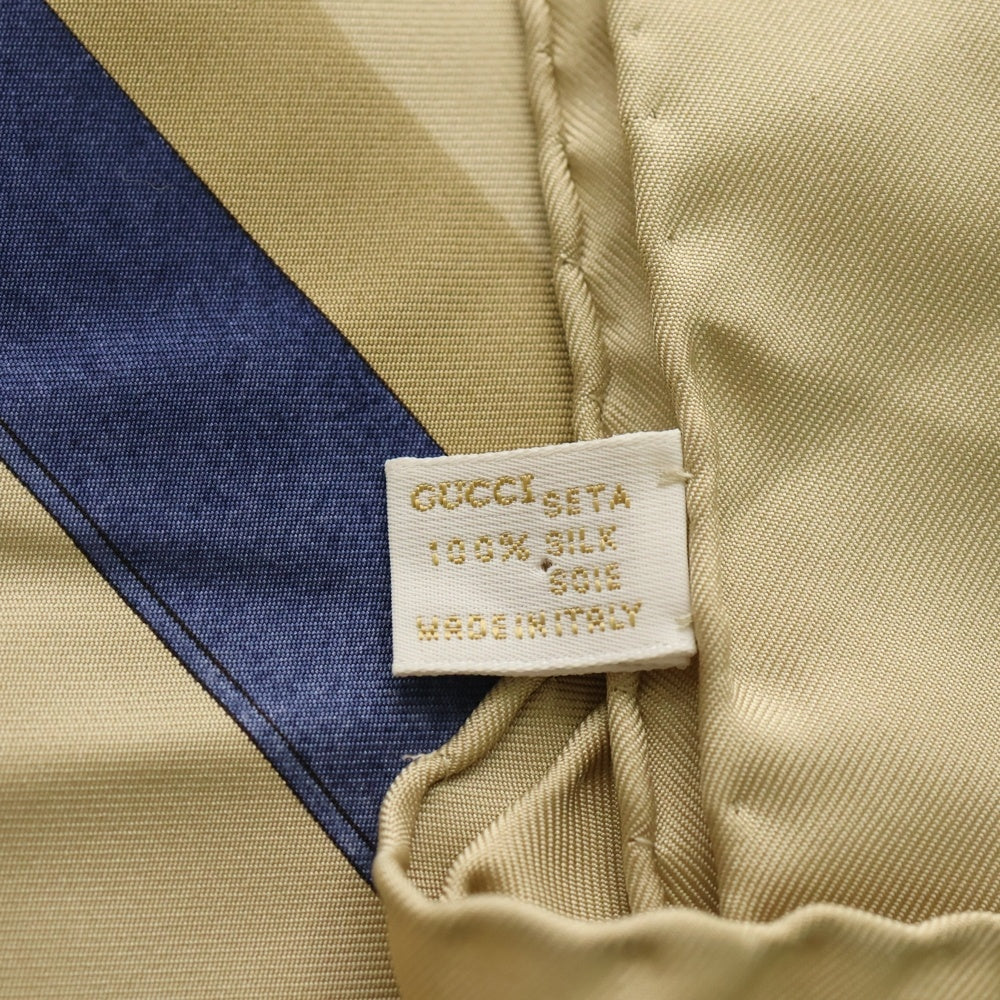 GUCCI SETA
100% SILK
SOIE
MADE IN ITALY